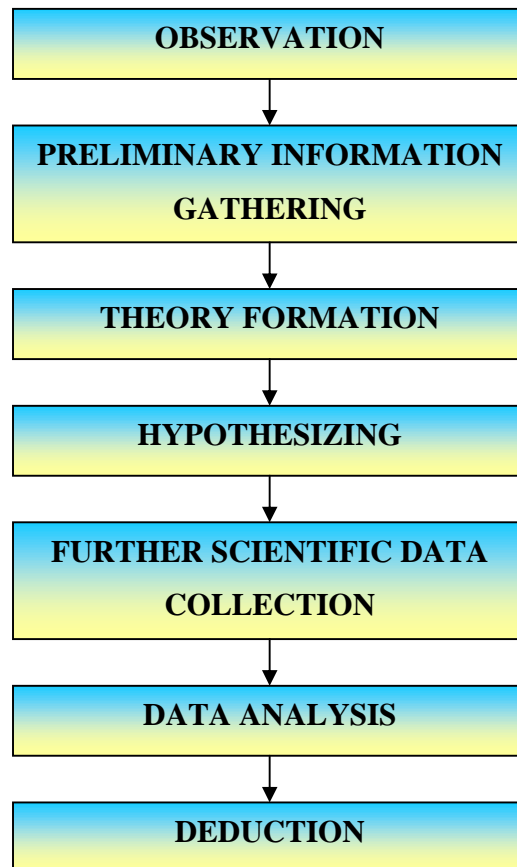 OBSERVATION
PRELIMINARY INFORMATION
GATHERING
THEORY FORMATION
HYPOTHESIZING
FURTHER SCIENTIFIC DATA
COLLECTION
DATA ANALYSIS
DEDUCTION